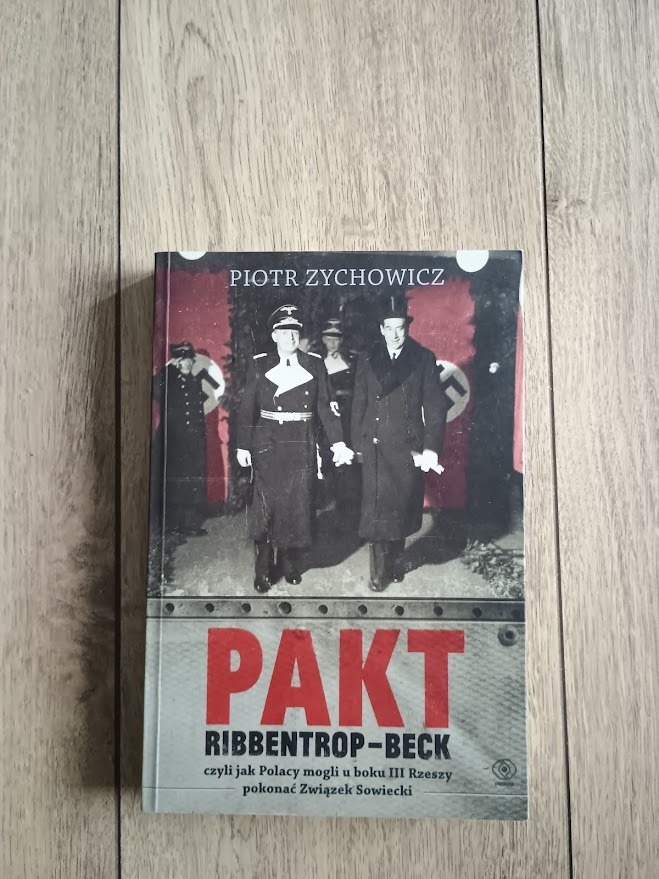 PIOTR ZYCHOWICZ
PAKT
RIBBENTROP–BECK
czyli jak Polacy mogli u boku III Rzeszy
pokonać Związek Sowiecki